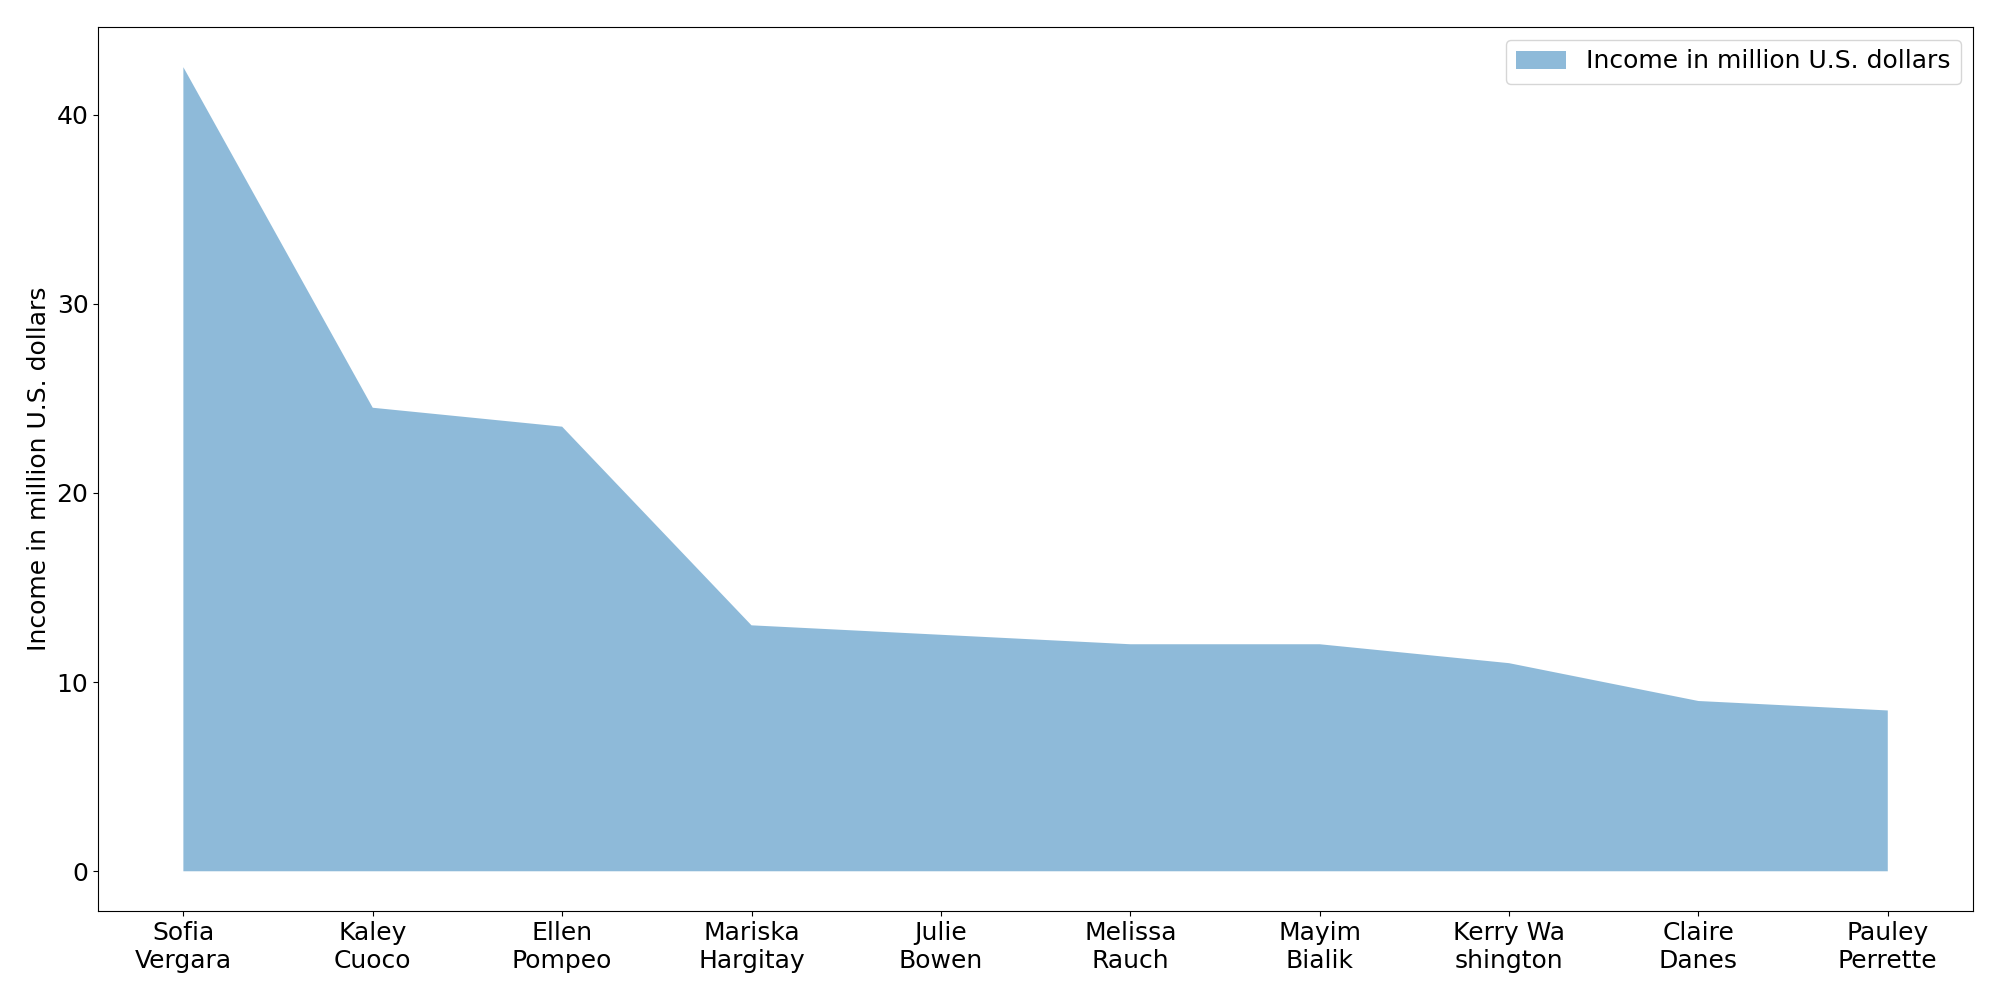 Income in million U.S. dollars
Income in million U.S. dollars
40
30
20
10
0
Sofia
Vergara
Kaley
Cuoco
Ellen
Pompeo
Mariska
Hargitay
Julie
Bowen
Melissa
Rauch
Mayim
Bialik
Kerry Wa
shington
Claire
Danes
Pauley
Perrette